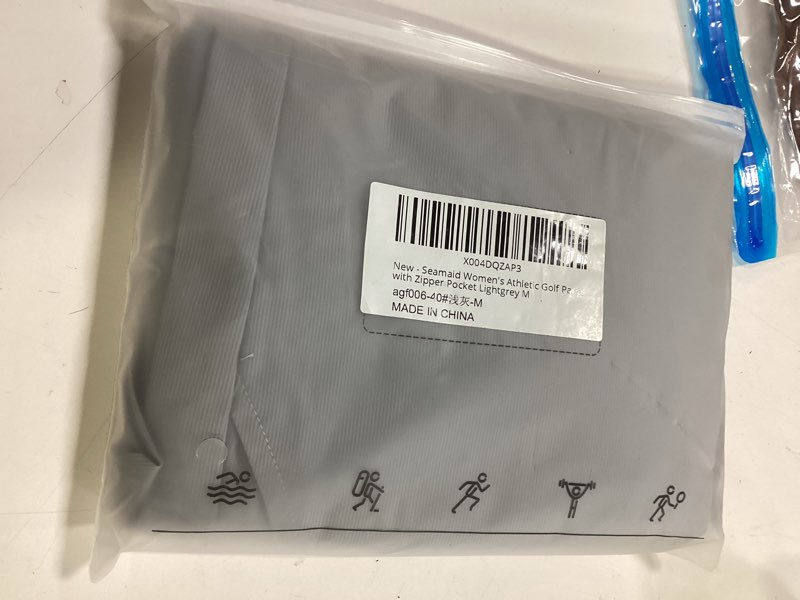 X004DQZAP3
New - Seamaid Women's Athletic Golf Pa
with Zipper Pocket Lightgrey M
agf006-40#浅灰-M
MADE IN CHINA